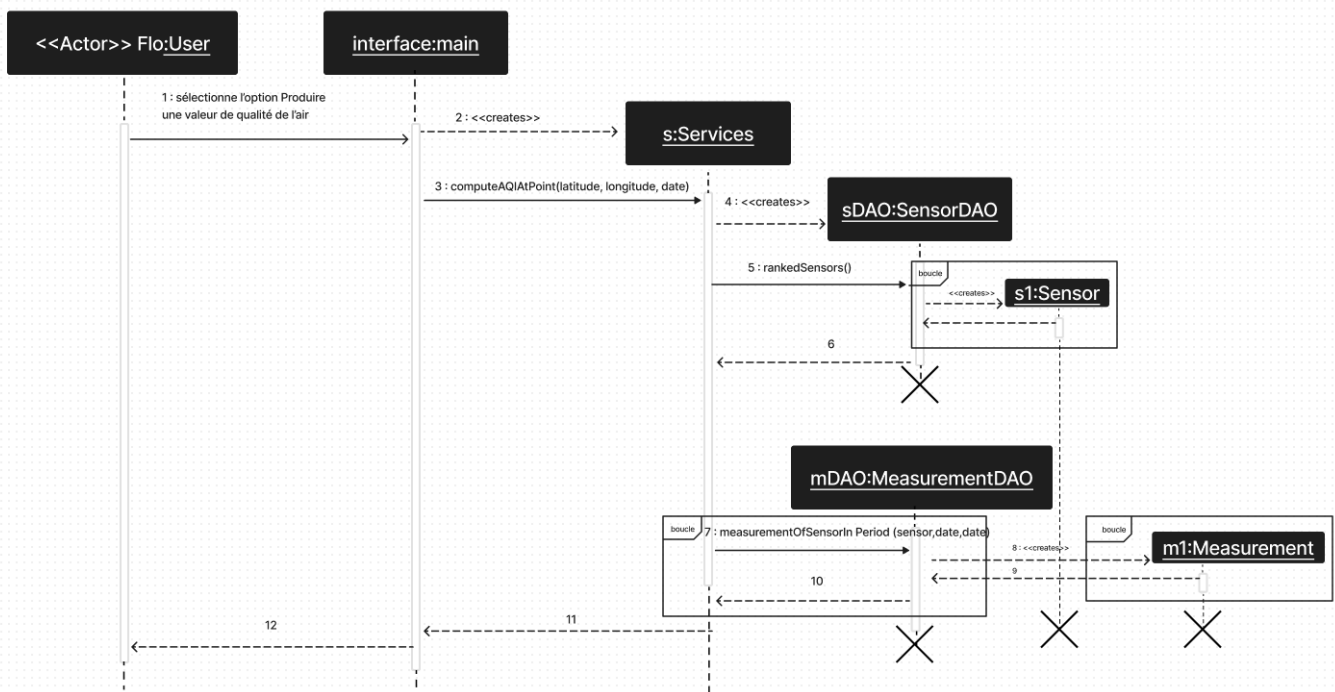 <<Actor>> Flo:User
interface:main
1 : sélectionne l'option Produire
une valeur de qualité de l'air
2 : <<creates>>
s:Services
3 : computeAQIAtPoint(latitude, longitude, date)
4 : <<creates>>
sDAO:SensorDAO
5 : rankedSensors()
boucle
<<creates>>
s1:Sensor
6
mDAO:MeasurementDAO
boucle
7 : measurementOfSensorIn Period (sensor,date,date)
boucle
8 : <<creates>>
m1:Measurement
9
10
11
12